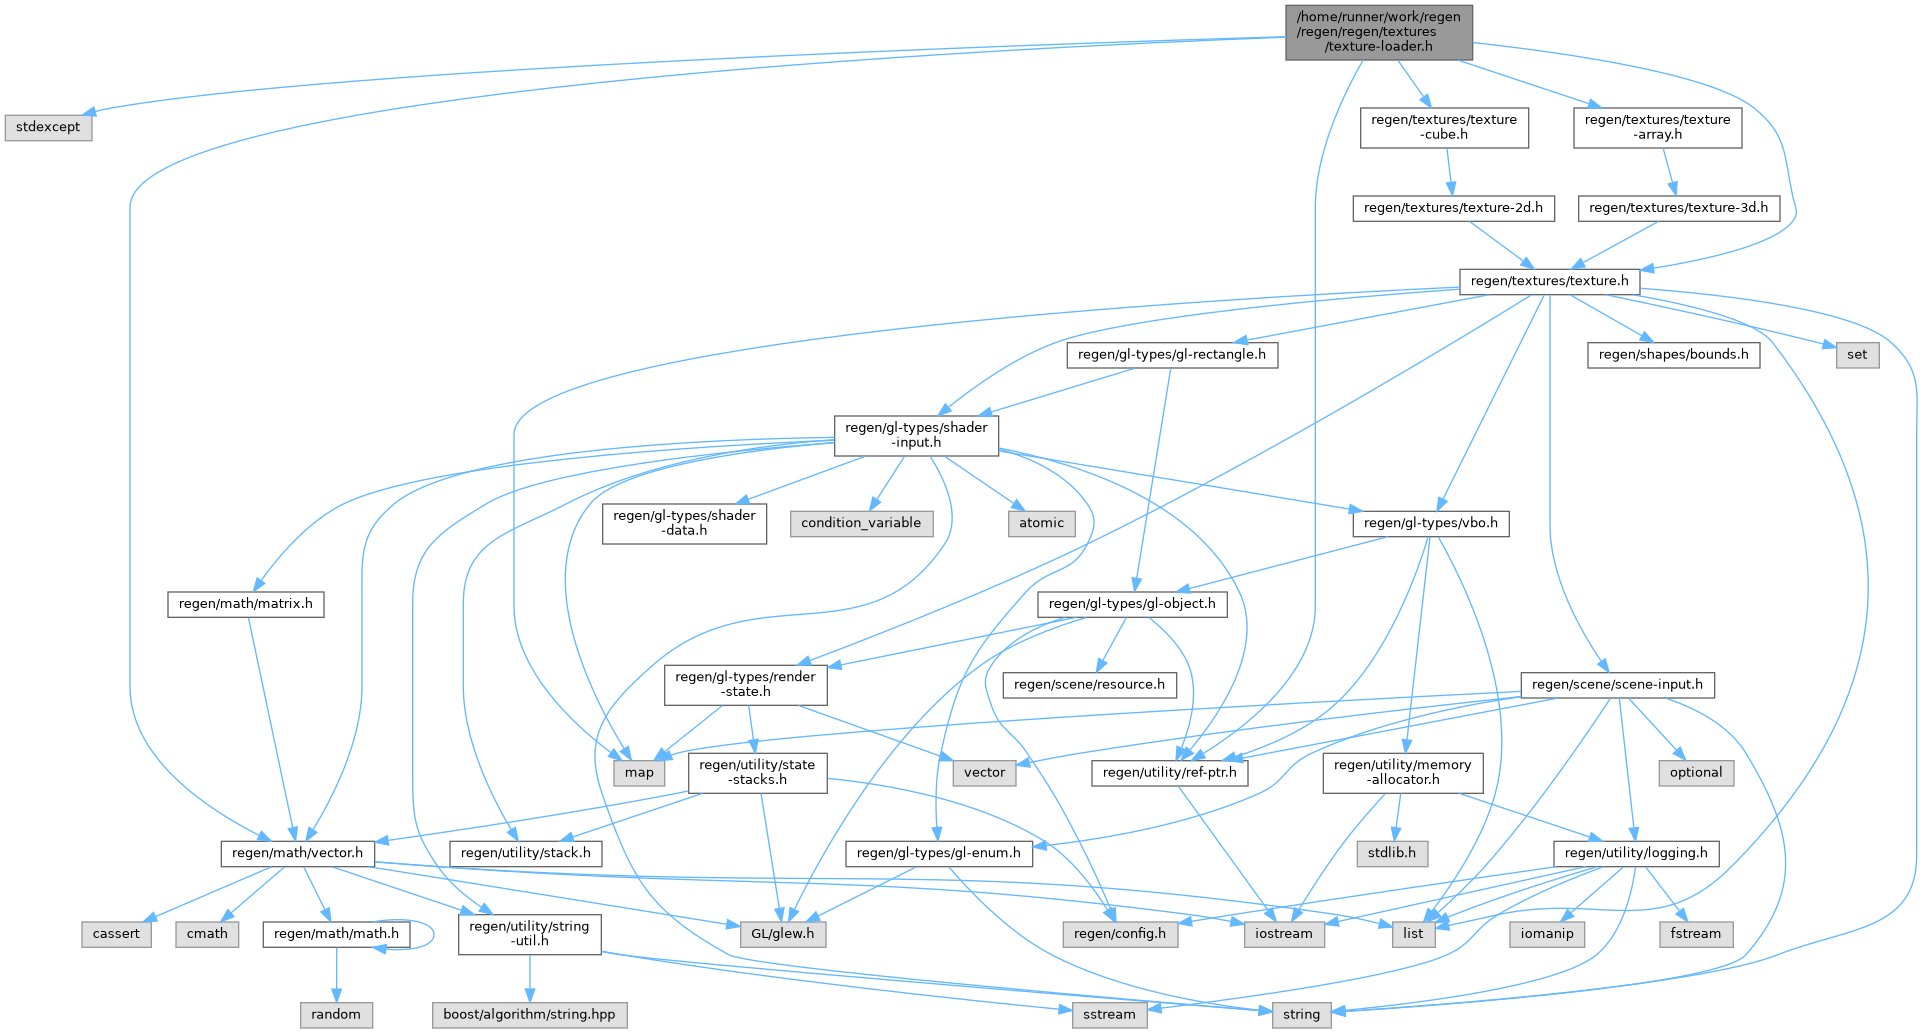 /home/runner/work/regen
/regen/regen/textures
/texture-loader.h
stdexcept
regen/textures/texture
-cube.h
regen/textures/texture
-array.h
regen/textures/texture-2d.h
regen/textures/texture-3d.h
regen/textures/texture.h
regen/gl-types/gl-rectangle.h
regen/shapes/bounds.h
set
regen/gl-types/shader
-input.h
regen/gl-types/shader
-data.h
condition_variable
atomic
regen/gl-types/vbo.h
regen/math/matrix.h
regen/gl-types/gl-object.h
regen/gl-types/render
-state.h
regen/scene/resource.h
regen/scene/scene-input.h
map
regen/utility/state
-stacks.h
vector
regen/utility/ref-ptr.h
regen/utility/memory
-allocator.h
optional
regen/math/vector.h
regen/utility/stack.h
regen/gl-types/gl-enum.h
stdlib.h
regen/utility/logging.h
cassert
cmath
regen/math/math.h
regen/utility/string
-util.h
GL/glew.h
regen/config.h
iostream
list
iomanip
fstream
random
boost/algorithm/string.hpp
sstream
string